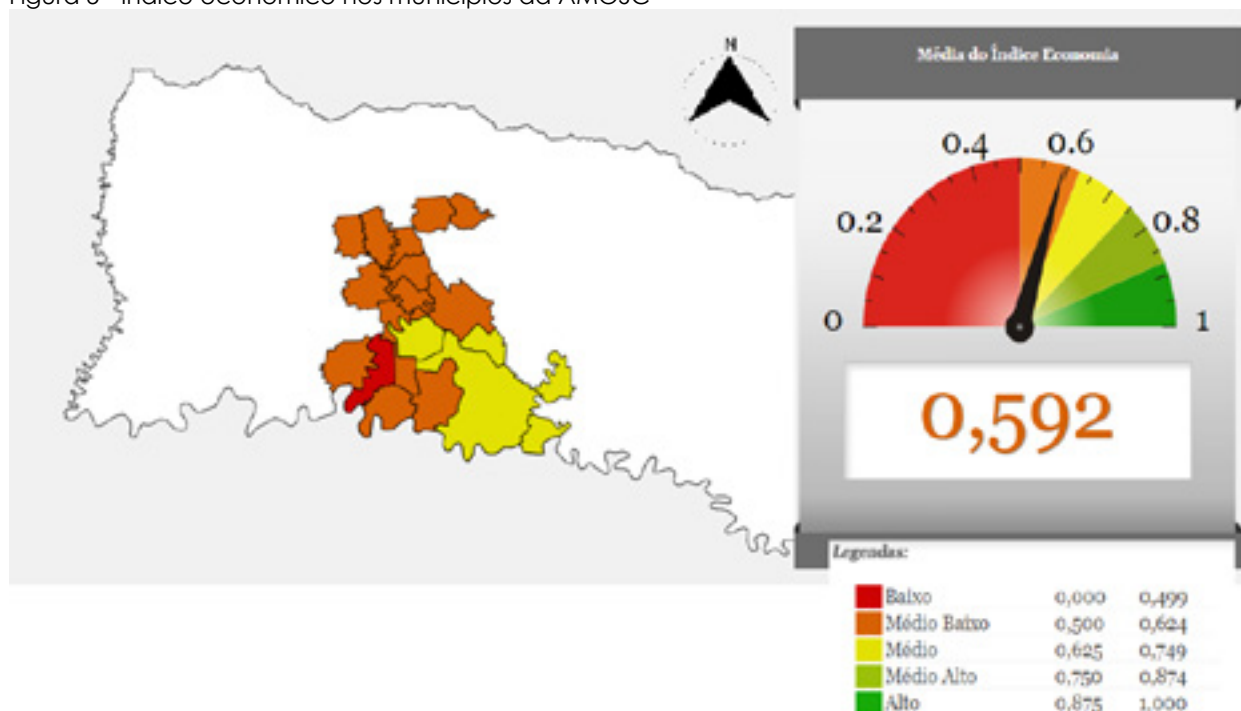 N
Média do Índice Economia
0.4 0.6
0.2 0.8
0 1
0,592
Legendas:
Baixo 0,000 0,499
Médio Baixo 0,500 0,624
Médio 0,625 0,749
Médio Alto 0,750 0,874
Alto 0,875 1,000